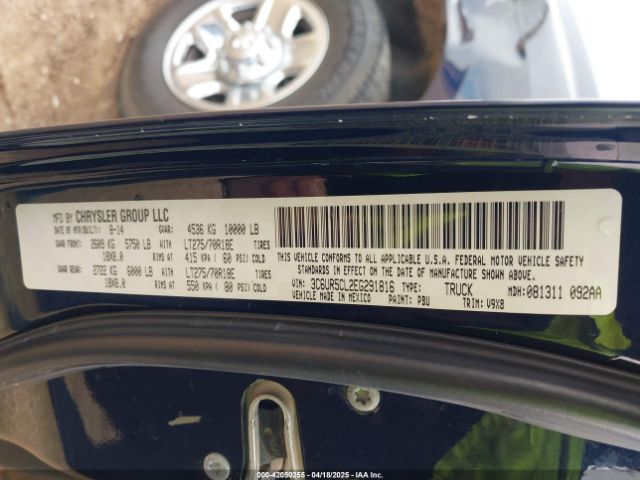 MFD BY CHRYSLER GROUP LLC
DATE OF MFR(BUILT): 8-14 GVWR: 4536 KG 10000 LB
GAWR FRONT: 2608 KG 5750 LB WITH LT275/70R18E TIRES
18X8.0 RIMS AT 415 KPA COLD ( 60 PSI )
GAWR REAR: 2722 KG 6000 LB WITH LT275/70R18E TIRES
18X8.0 RIMS AT 550 KPA COLD ( 80 PSI )
THIS VEHICLE CONFORMS TO ALL APPLICABLE U.S.A. FEDERAL MOTOR VEHICLE SAFETY
STANDARDS IN EFFECT ON THE DATE OF MANUFACTURE SHOWN ABOVE.
VIN: 3C6UR5CL2EG291816 TYPE: TRUCK MDH: 081311 092AA
VEHICLE MADE IN MEXICO PAINT: PBU TRIM: V9X8
000-42050255 - 04/18/2025 - IAA